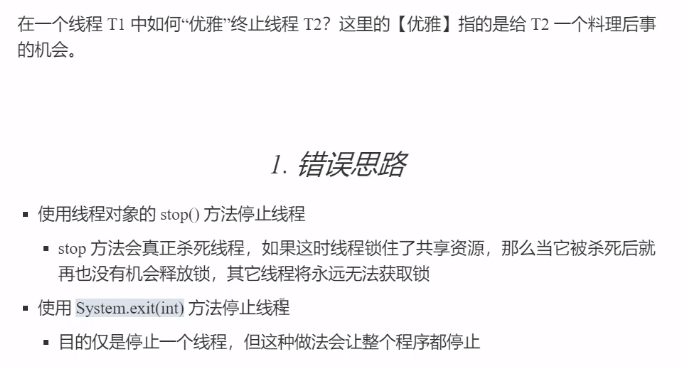 在一个线程 T1 中如何“优雅”终止线程 T2？这里的【优雅】指的是给 T2 一个料理后事
的机会。
1. 错误思路
▪ 使用线程对象的 stop() 方法停止线程
▪ stop 方法会真正杀死线程，如果这时线程锁住了共享资源，那么当它被杀死后就
再也没有机会释放锁，其它线程将永远无法获取锁
▪ 使用 System.exit(int) 方法停止线程
▪ 目的仅是停止一个线程，但这种做法会让整个程序都停止